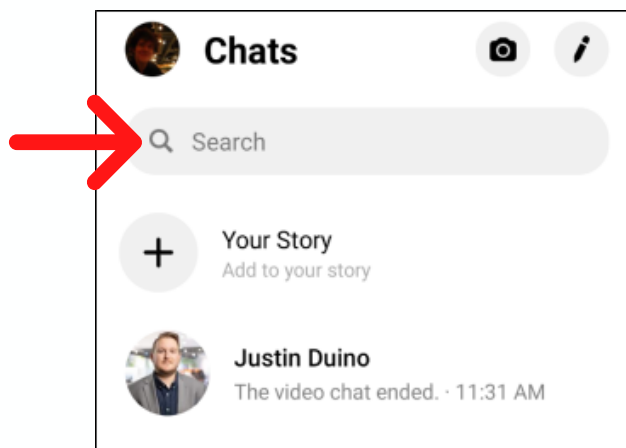 Chats
Search
Your Story
Add to your story
Justin Duino
The video chat ended. · 11:31 AM